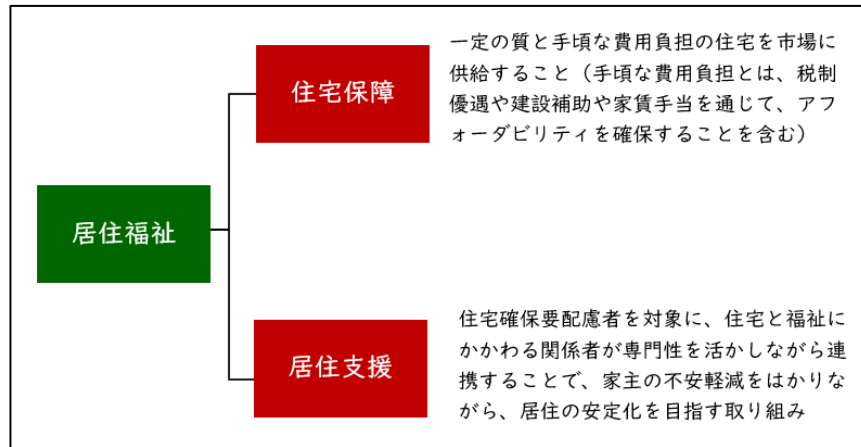 居住福祉
住宅保障
一定の質と手頃な費用負担の住宅を市場に
供給すること（手頃な費用負担とは、税制
優遇や建設補助や家賃手当を通じて、アフ
ォーダビリティを確保することを含む）
居住支援
住宅確保要配慮者を対象に、住宅と福祉に
かかわる関係者が専門性を活かしながら連
携することで、家主の不安軽減をはかりな
がら、居住の安定化を目指す取り組み